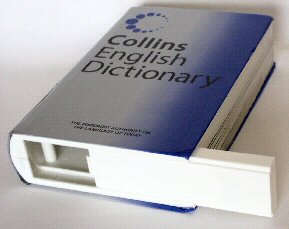 Collins
English
Dictionary
THE FOREMOST AUTHORITY ON
THE LANGUAGE OF TODAY